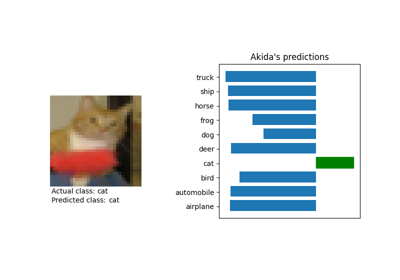 Akida's predictions
truck
ship
horse
frog
dog
deer
cat
bird
automobile
airplane
Actual class: cat
Predicted class: cat